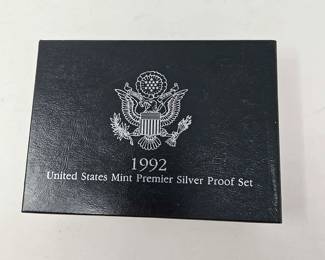 1992
United States Mint Premier Silver Proof Set